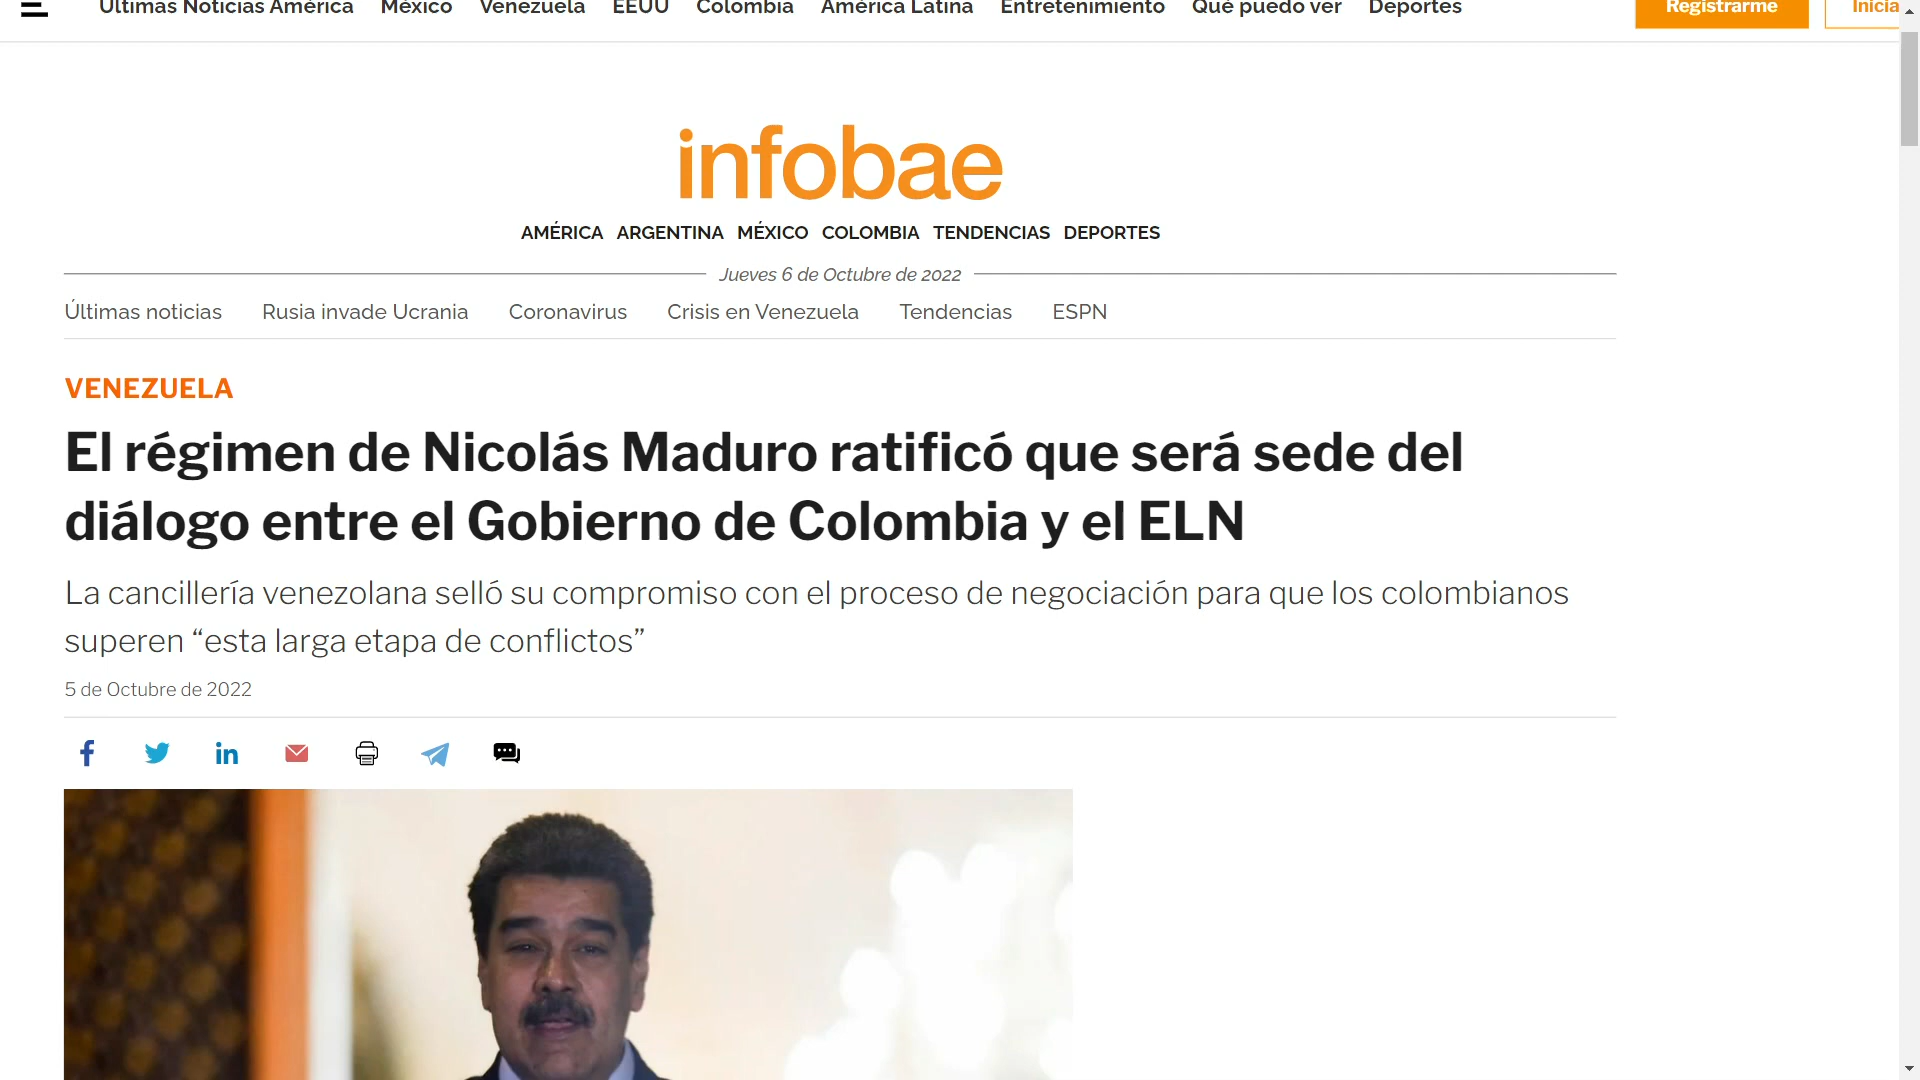 Últimas Noticias América México Venezuela EEUU Colombia América Latina Entretenimiento Qué puedo ver Deportes Registrarme Inicia
infobae
AMÉRICA ARGENTINA MÉXICO COLOMBIA TENDENCIAS DEPORTES
Jueves 6 de Octubre de 2022
Últimas noticias Rusia invade Ucrania Coronavirus Crisis en Venezuela Tendencias ESPN
VENEZUELA
El régimen de Nicolás Maduro ratificó que será sede del
diálogo entre el Gobierno de Colombia y el ELN
La cancillería venezolana selló su compromiso con el proceso de negociación para que los colombianos
superen “esta larga etapa de conflictos”
5 de Octubre de 2022